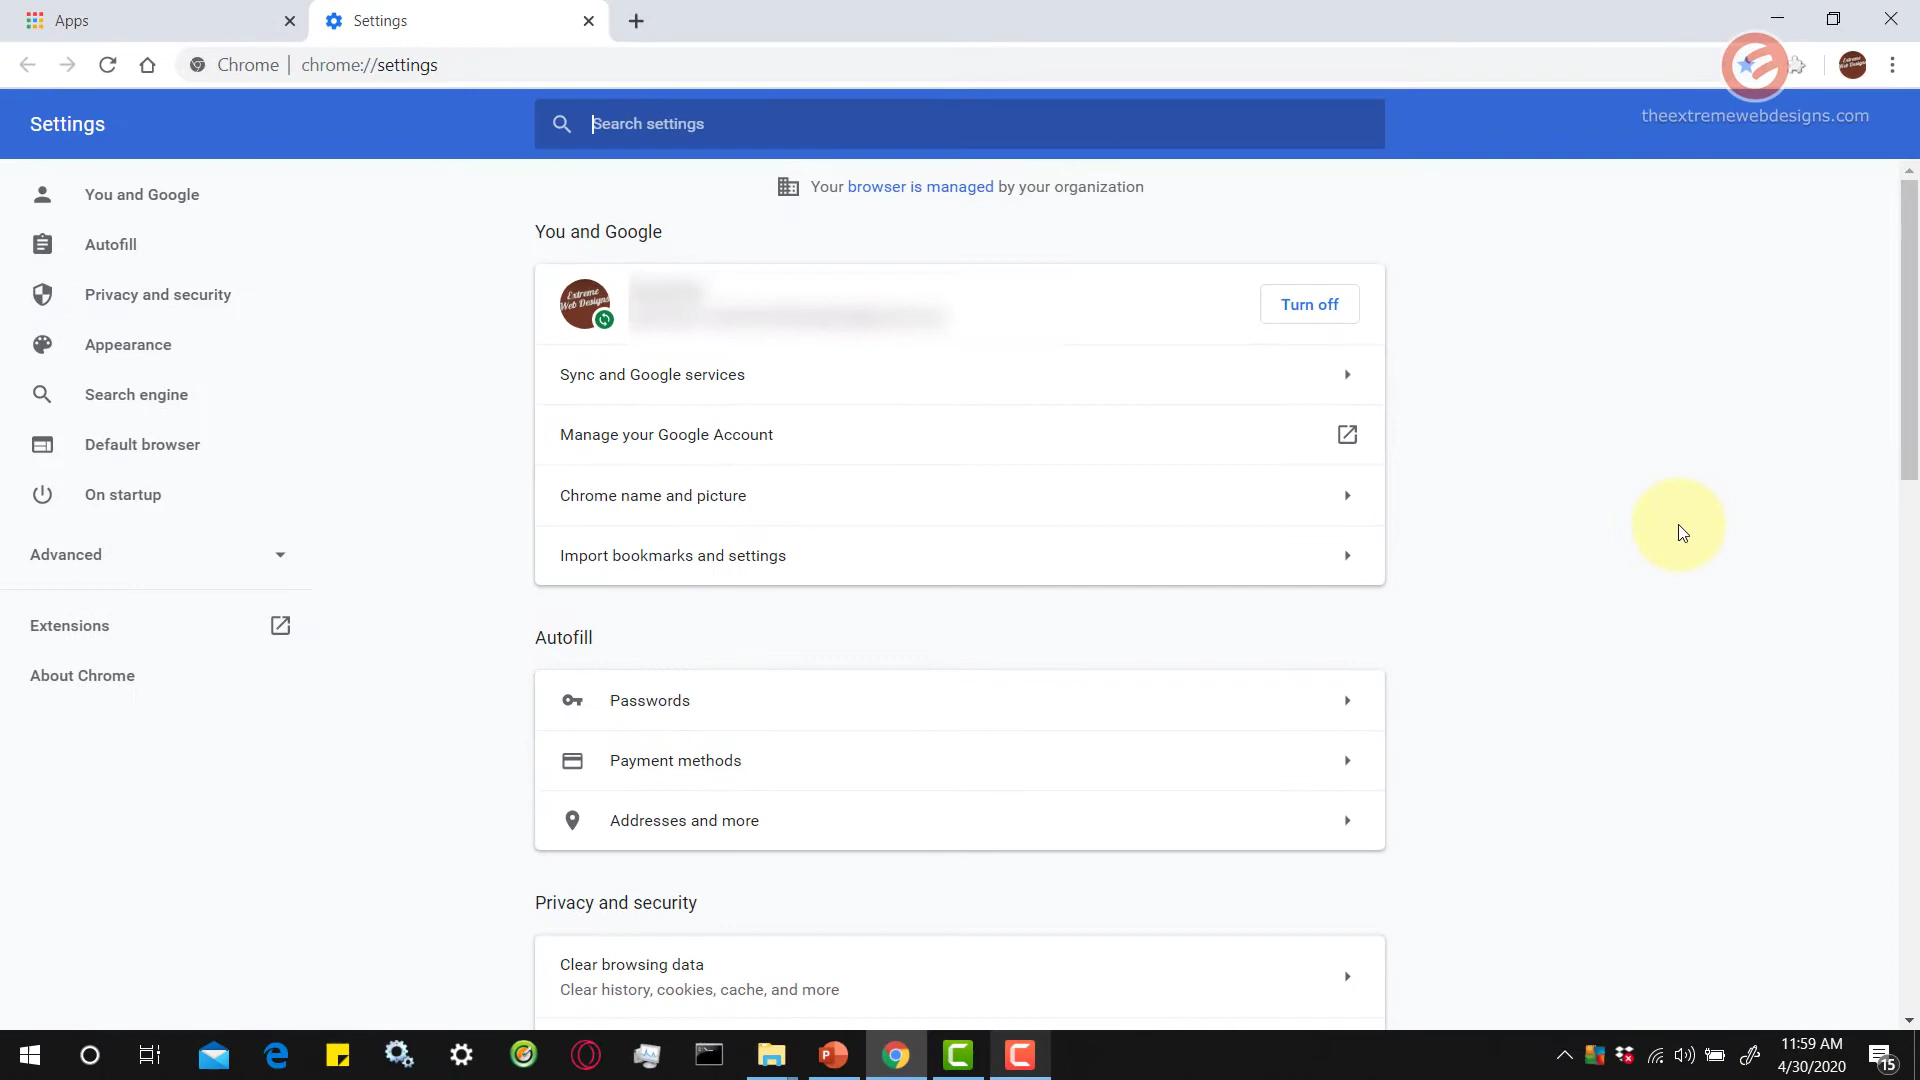 Apps
Settings
Chrome
chrome://settings
theextremewebdesigns.com
Settings
Search settings
You and Google
Autofill
Privacy and security
Appearance
Search engine
Default browser
On startup
Advanced
Extensions
About Chrome
Your browser is managed by your organization
You and Google
Extreme
Web Designs
Turn off
Sync and Google services
Manage your Google Account
Chrome name and picture
Import bookmarks and settings
Autofill
Passwords
Payment methods
Addresses and more
Privacy and security
Clear browsing data
Clear history, cookies, cache, and more
11:59 AM
4/30/2020
15